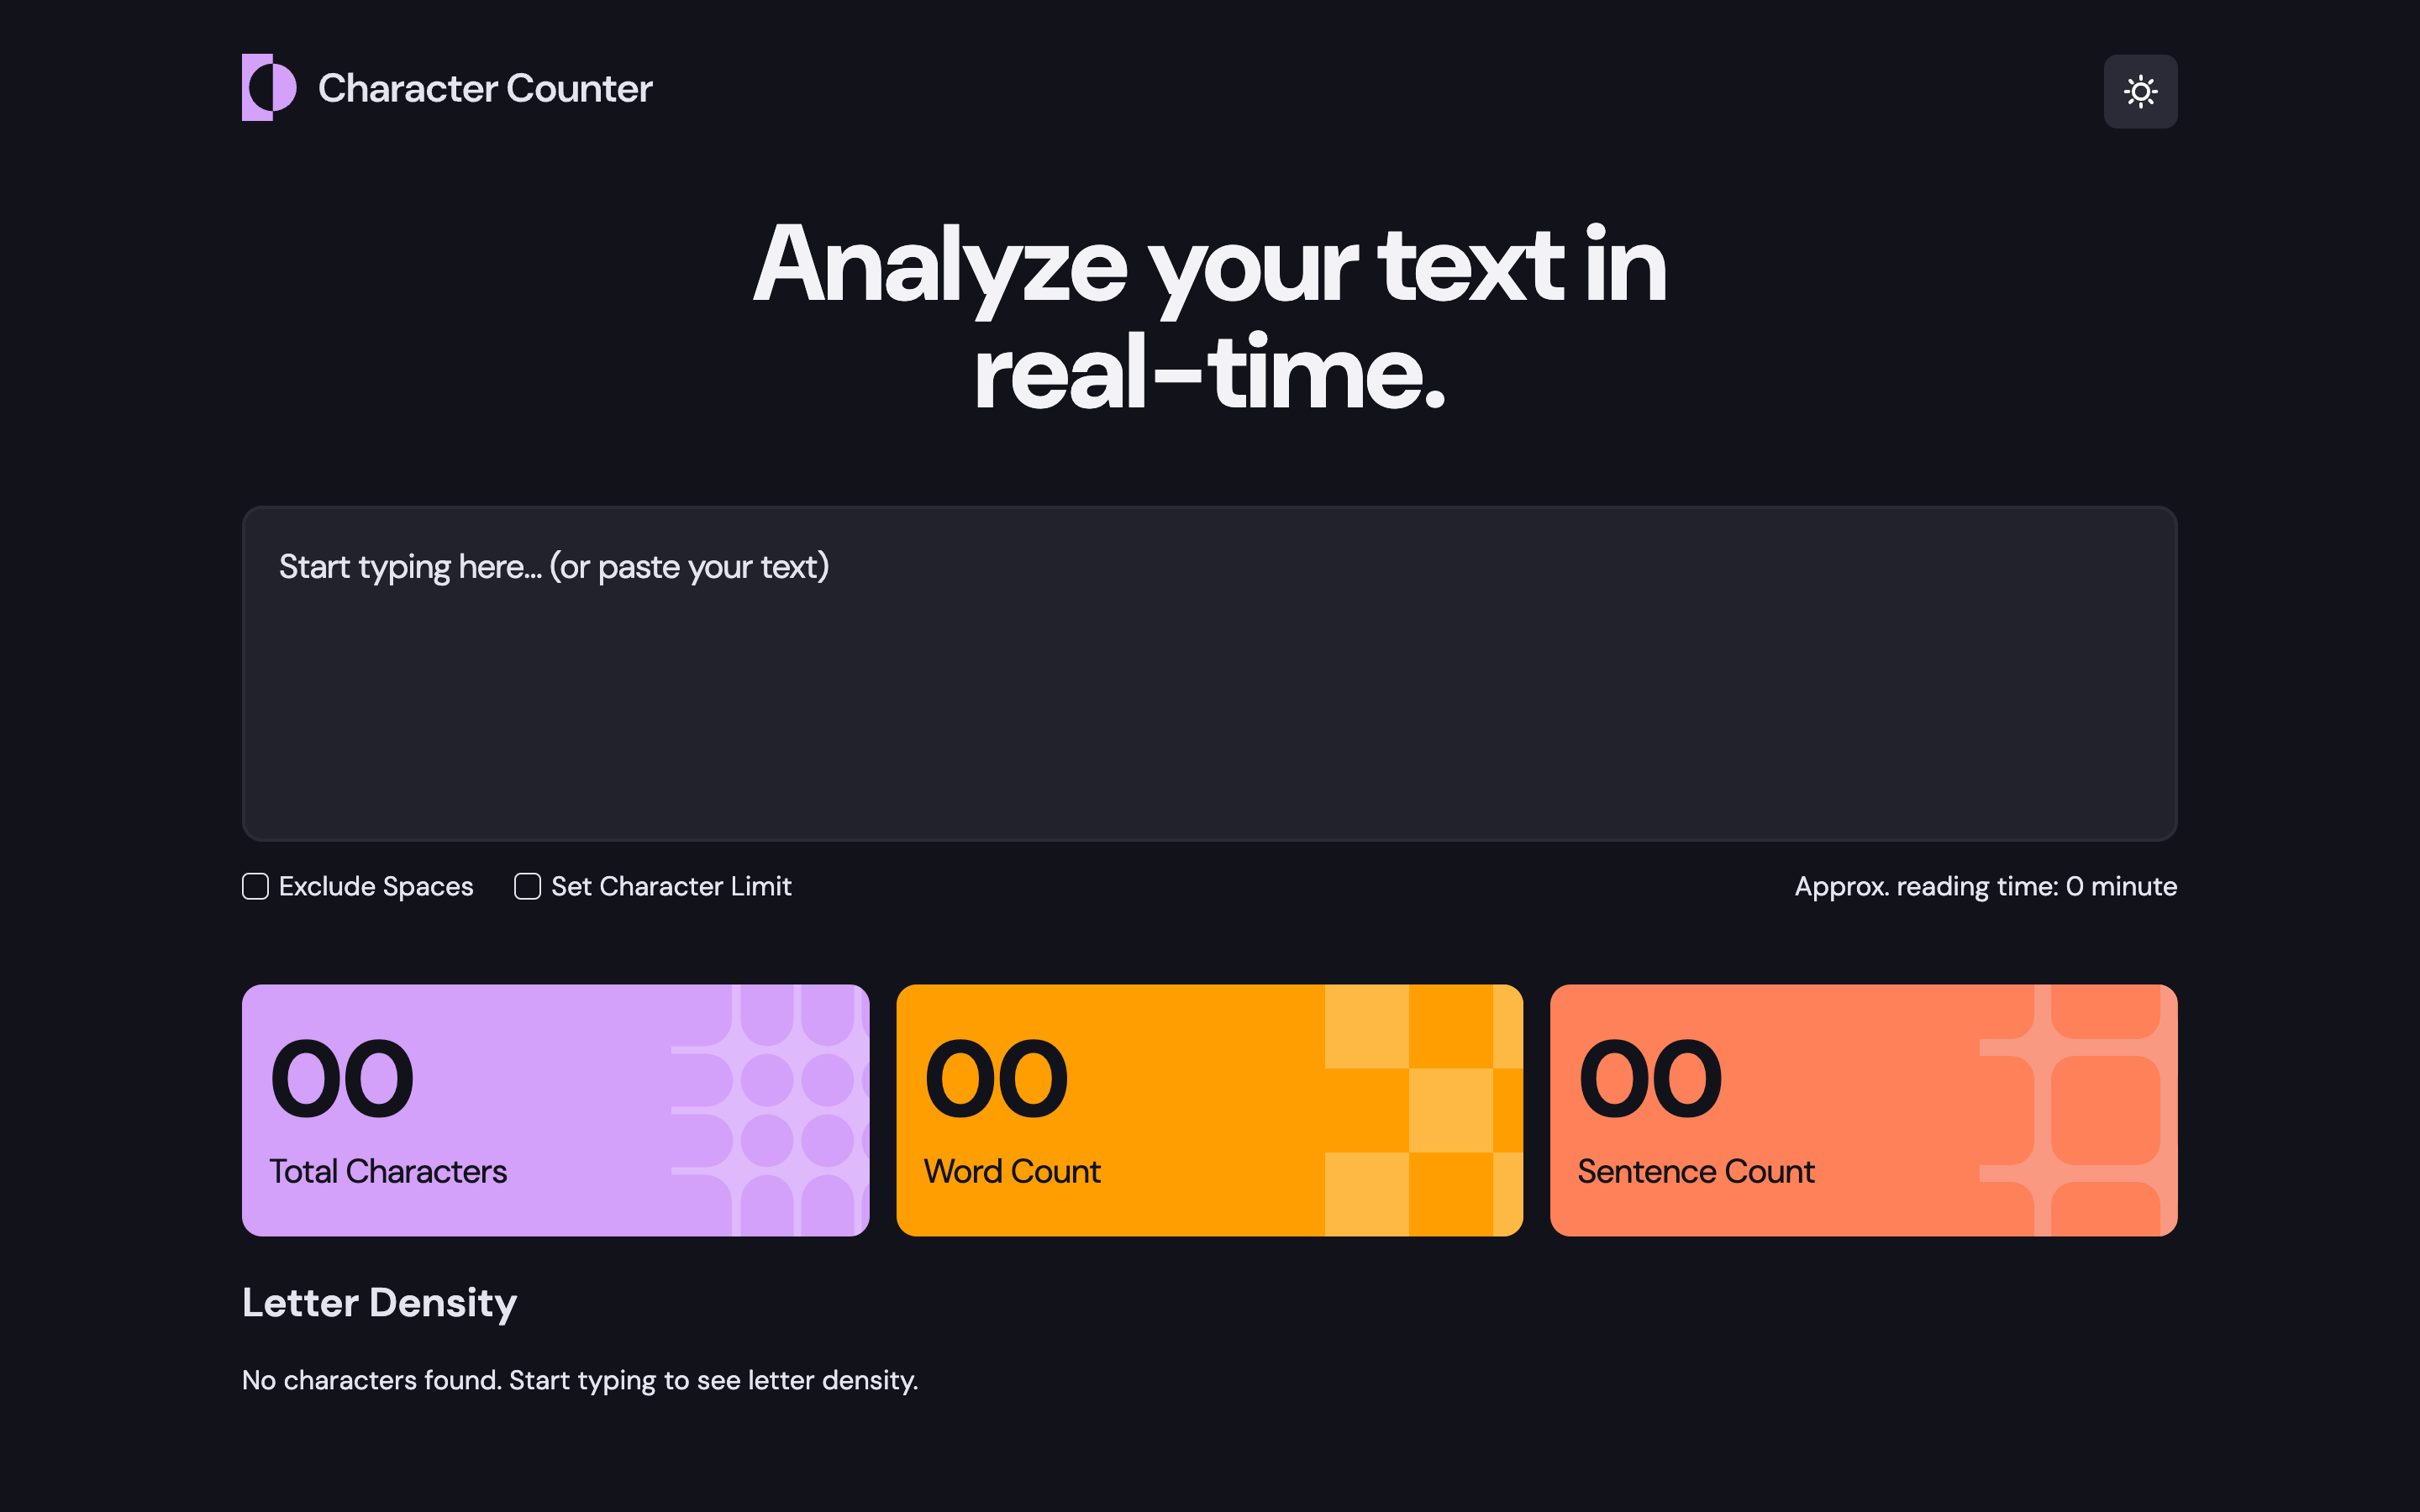 Character Counter
Analyze your text in
real-time.
Start typing here... (or paste your text)
Exclude Spaces
Set Character Limit
Approx. reading time: 0 minute
00
Total Characters
00
Word Count
00
Sentence Count
Letter Density
No characters found. Start typing to see letter density.